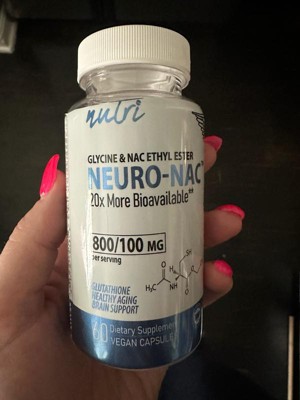 nutri
GLYCINE & NAC ETHYL ESTER
NEURO-NAC
20x More Bioavailable‡‡
800/100 MG
per serving
GLUTATHIONE
HEALTHY AGING
BRAIN SUPPORT
60 Dietary Supplement
VEGAN CAPSULE